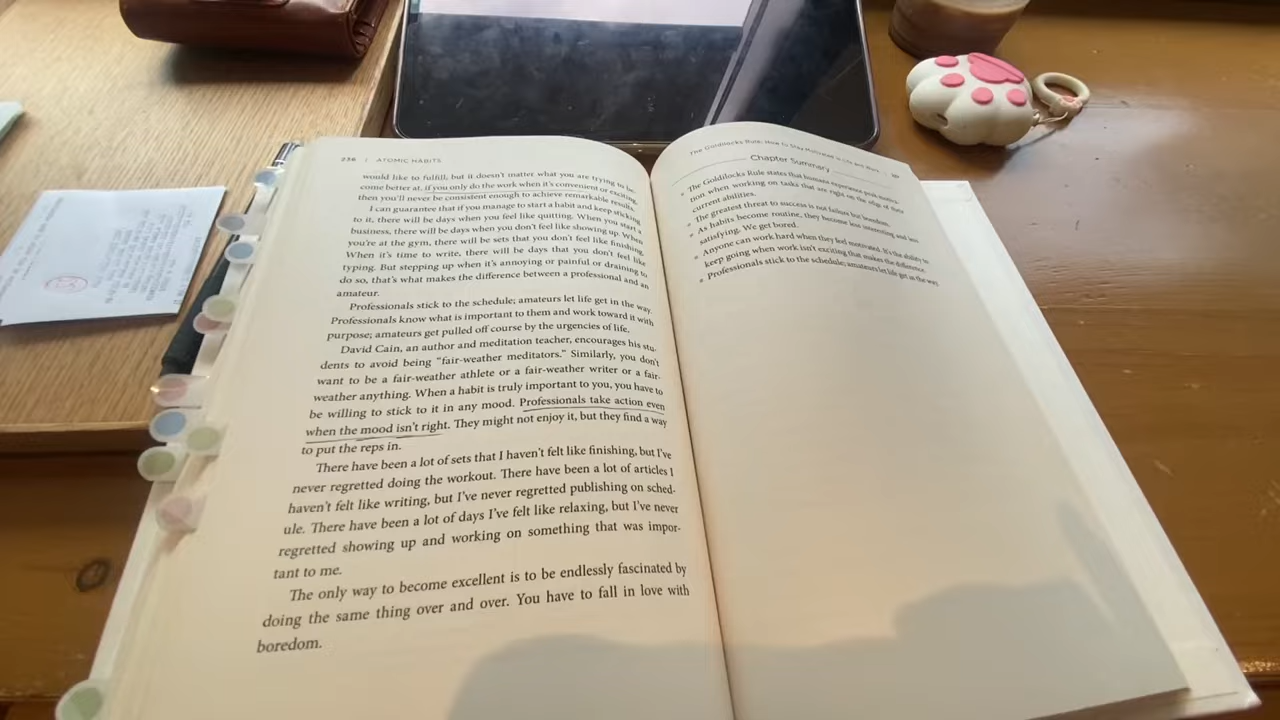 236 / ATOMIC HABITS
would like to fulfill, but it doesn't matter what you are trying to be-
come better at, if you only do the work when it's convenient or exciting,
then you'll never be consistent enough to achieve remarkable results.
I can guarantee that if you manage to start a habit and keep sticking
to it, there will be days when you feel like quitting. When you start a
business, there will be days when you don't feel like showing up. When
you're at the gym, there will be sets that you don't feel like finishing.
When it's time to write, there will be days that you don't feel like
typing. But stepping up when it's annoying or painful or draining to
do so, that's what makes the difference between a professional and an
amateur.
Professionals stick to the schedule; amateurs let life get in the way.
Professionals know what is important to them and work toward it with
purpose; amateurs get pulled off course by the urgencies of life.
David Cain, an author and meditation teacher, encourages his stu-
dents to avoid being “fair-weather meditators.” Similarly, you don't
want to be a fair-weather athlete or a fair-weather writer or a fair-
weather anything. When a habit is truly important to you, you have to
be willing to stick to it in any mood. Professionals take action even
when the mood isn't right. They might not enjoy it, but they find a way
to put the reps in.
There have been a lot of sets that I haven't felt like finishing, but I've
never regretted doing the workout. There have been a lot of articles I
haven't felt like writing, but I've never regretted publishing on sched-
ule. There have been a lot of days I've felt like relaxing, but I've never
regretted showing up and working on something that was impor-
tant to me.
The only way to become excellent is to be endlessly fascinated by
doing the same thing over and over. You have to fall in love with
boredom.
The Goldilocks Rule: How to Stay Motivated in Life and Work
Chapter Summary
• The Goldilocks Rule states that humans experience peak motiva-
tion when working on tasks that are right on the edge of their
current abilities.
• The greatest threat to success is not failure but boredom.
• As habits become routine, they become less interesting and less
satisfying. We get bored.
• Anyone can work hard when they feel motivated. It's the ability to
keep going when work isn't exciting that makes the difference.
• Professionals stick to the schedule; amateurs let life get in the way.